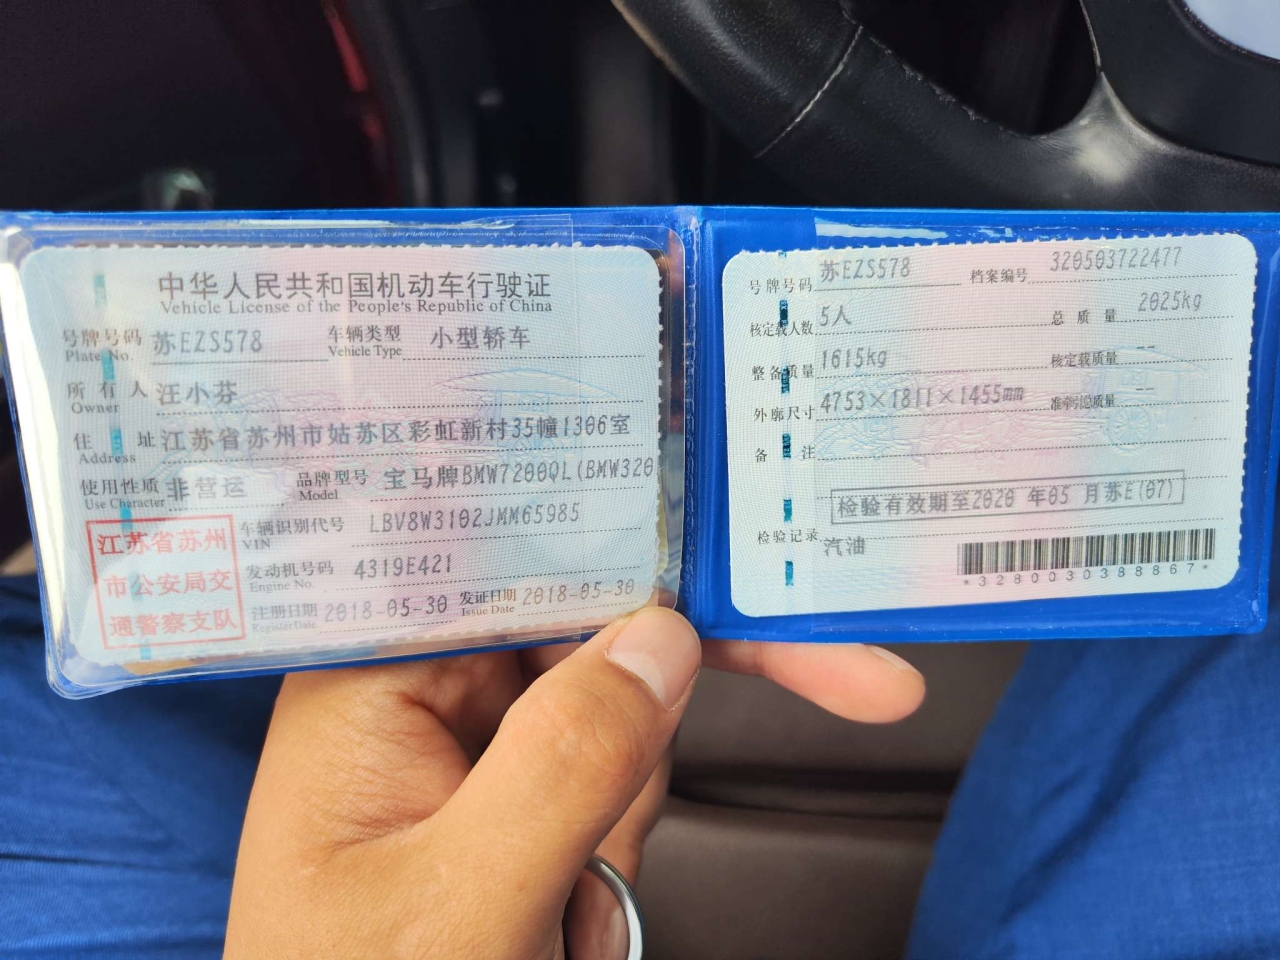 中华人民共和国机动车行驶证
Vehicle License of the People's Republic of China
号牌号码 苏EZS578 车辆类型 小型轿车
Plate No. Vehicle Type
所有人 汪小芬
Owner
住址 江苏省苏州市姑苏区彩虹新村35幢1306室
Address
使用性质 非营运 品牌型号 宝马牌BMW7200QL(BMW320
Use Character Model
江苏省苏州
市公安局交
通警察支队
车辆识别代号 LBV8W3102JMM65985
VIN
发动机号码 4319E421
Engine No.
注册日期 2018-05-30 发证日期 2018-05-30
Register Date Issue Date
号牌号码 苏EZS578 档案编号 320503722477
核定载人数 5人 总质量 2025kg
整备质量 1615kg 核定载质量 --
外廓尺寸 4753×1811×1455mm 准牵引总质量 --
备注
检验有效期至2020 年05 月苏E(07)
检验记录
汽油
*3280030388867*